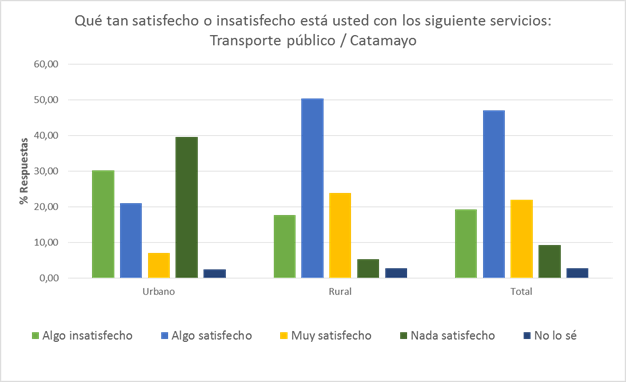 Qué tan satisfecho o insatisfecho está usted con los siguiente servicios:
Transporte público / Catamayo
60,00
50,00
40,00
30,00
20,00
10,00
0,00
% Respuestas
Urbano
Rural
Total
Algo insatisfecho
Algo satisfecho
Muy satisfecho
Nada satisfecho
No lo sé